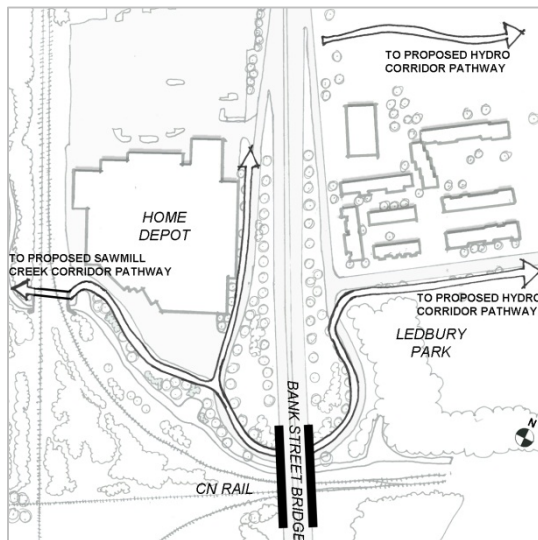 TO PROPOSED HYDRO
CORRIDOR PATHWAY
HOME
DEPOT
TO PROPOSED SAWMILL
CREEK CORRIDOR PATHWAY
TO PROPOSED HYDRO
CORRIDOR PATHWAY
LEDBURY
PARK
BANK STREET BRIDGE
N
CN RAIL